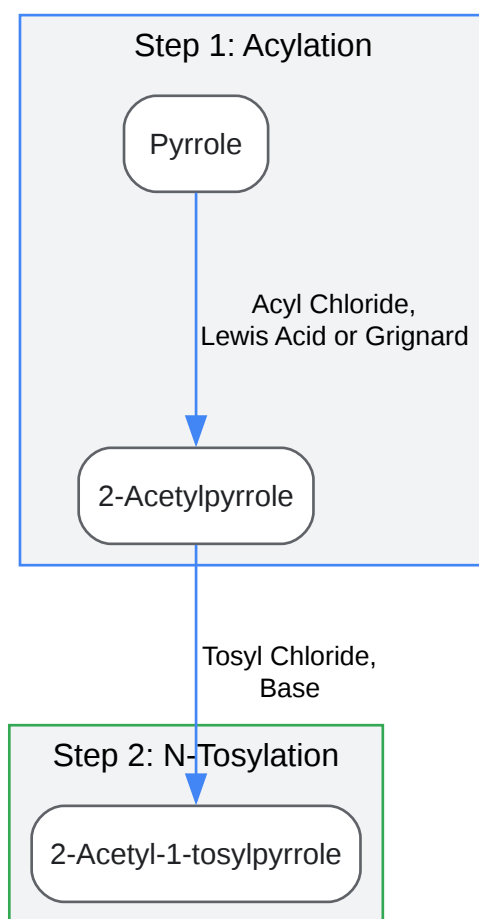 Step 1: Acylation
Pyrrole
Acyl Chloride,
Lewis Acid or Grignard
2-Acetylpyrrole
Tosyl Chloride,
Base
Step 2: N-Tosylation
2-Acetyl-1-tosylpyrrole